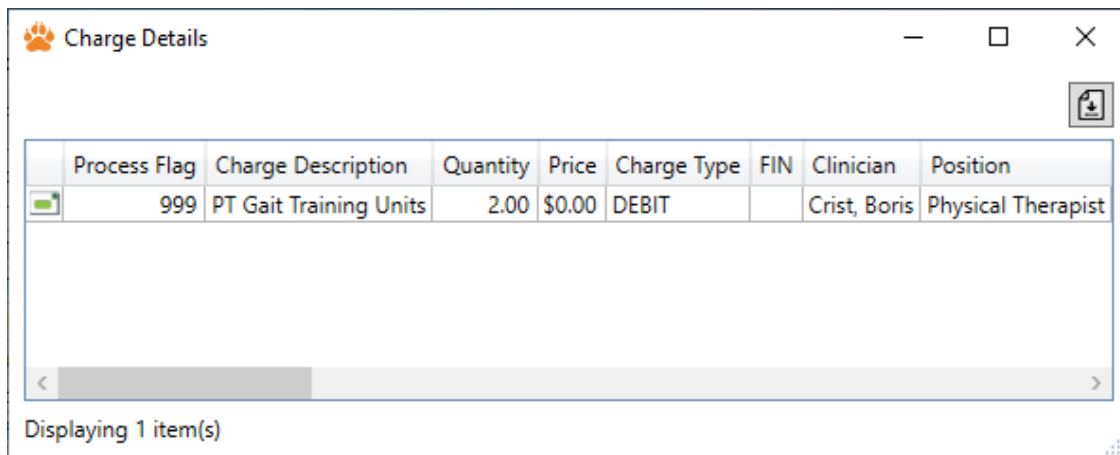 Charge Details
Process Flag Charge Description Quantity Price Charge Type FIN Clinician Position
999 PT Gait Training Units 2.00 $0.00 DEBIT Crist, Boris Physical Therapist
Displaying 1 item(s)